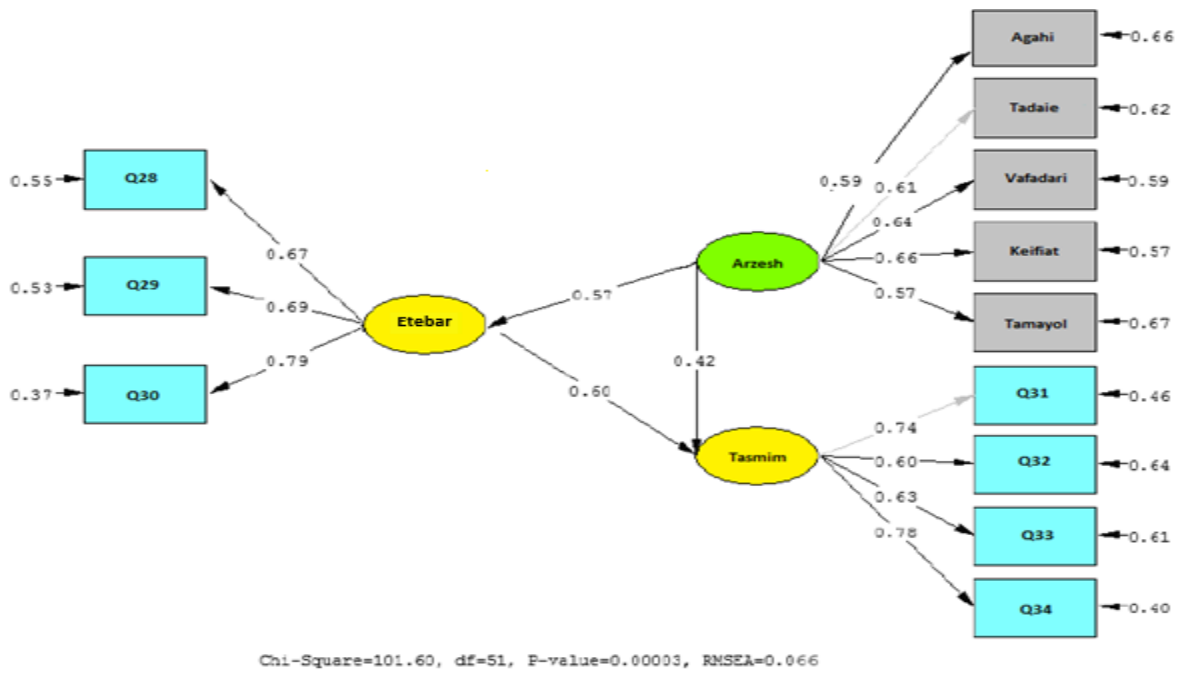 Agahi
0.66
Tadaie
0.62
0.55
Q28
0.59
0.61
Vafadari
0.59
0.64
0.67
Arzesh
0.66
Keifiat
0.57
0.53
Q29
0.69
0.57
0.57
Etebar
Tamayol
0.67
0.79
0.42
0.37
Q30
0.60
Q31
0.46
0.74
Tasmim
0.60
Q32
0.64
0.63
0.78
Q33
0.61
Q34
0.40
Chi-Square=101.60, df=51, P-value=0.00003, RMSEA=0.066